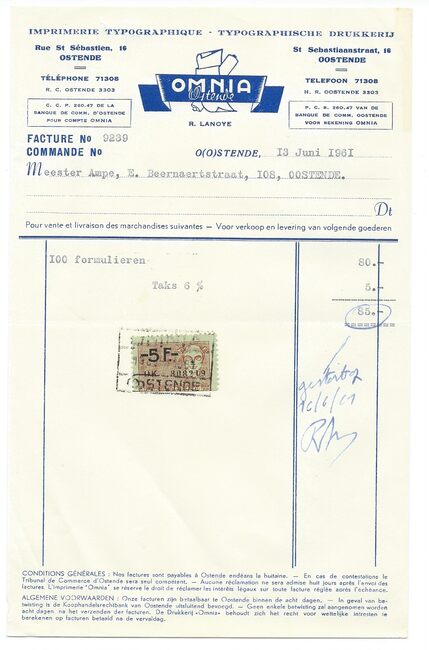 IMPRIMERIE TYPOGRAPHIQUE - TYPOGRAPHISCHE DRUKKERIJ
Rue St Sébastien, 16
OSTENDE
TÉLÉPHONE 71308
R. C. OSTENDE 3303
C. C. P. 260.47 DE LA
BANQUE DE COMM. D'OSTENDE
POUR COMPTE OMNIA
OMNIA
Ostende
R. LANOYE
St Sebastiaanstraat, 16
OOSTENDE
TELEFOON 71308
H. R. OOSTENDE 3303
P. C. R. 260.47 VAN DE
BANQUE DE COMM. OOSTENDE
VOOR REKENING OMNIA
FACTURE No 9289
COMMANDE No
O(O)STENDE, I3 Juni I96I
Meester Ampe, E. Beernaertstraat, I08, OOSTENDE.
Dt
Pour vente et livraison des marchandises suivantes — Voor verkoop en levering van volgende goederen
I00 formulieren 80.-
Taks 6 % 5.-
85.-
-5F.-
OOSTENDE
CONDITIONS GÉNÉRALES : Nos factures sont payables à Ostende endéans la huitaine. — En cas de contestations le
Tribunal de Commerce d'Ostende sera seul compétent. — Aucune réclamation ne sera admise huit jours après l'envoi des
factures. L'imprimerie "Omnia" se réserve le droit de réclamer les intérêts légaux sur toute facture réglée après l'échéance.
ALGEMENE VOORWAARDEN : Onze facturen zijn betaalbaar te Oostende binnen de acht dagen. — In geval van be-
twisting is de Koophandelsrechtbank van Oostende uitsluitend bevoegd. — Geen enkele betwisting zal aangenomen worden
acht dagen na het verzenden der facturen. De Drukkerij «Omnia» behoudt zich het recht voor wettelijke intresten te
berekenen op facturen betaald na de vervaldag.